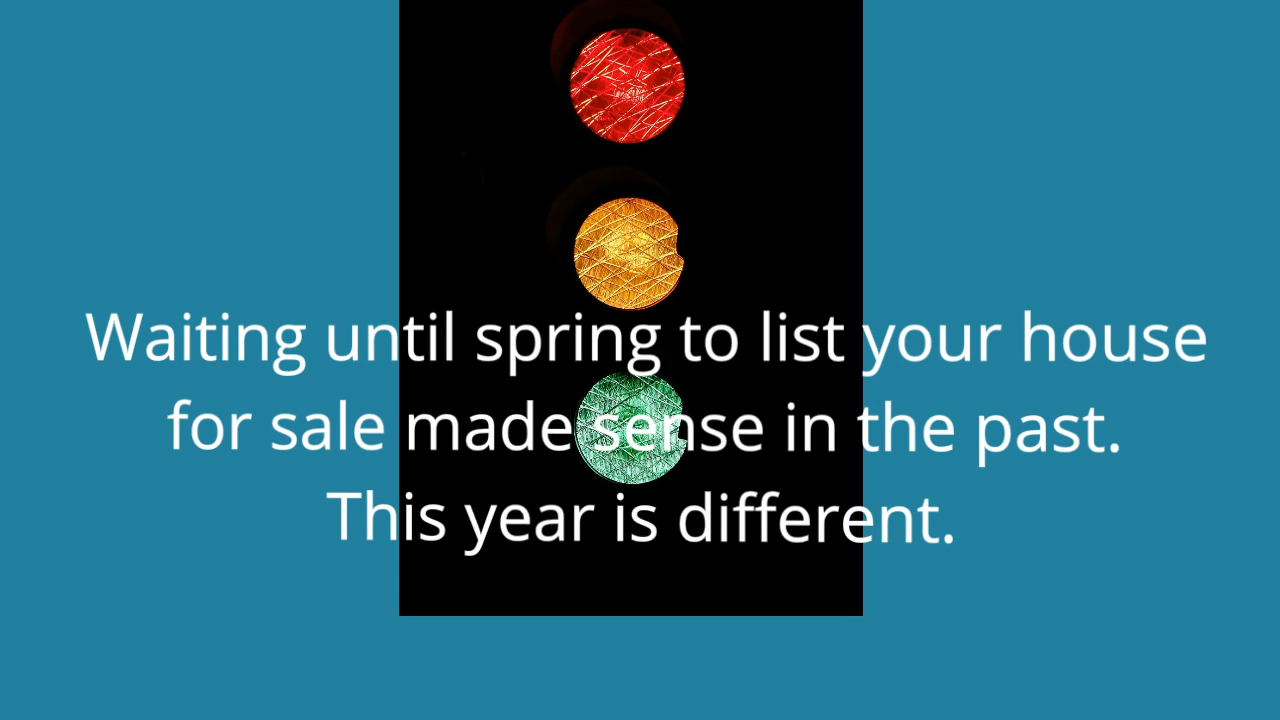 Waiting until spring to list your house
for sale made sense in the past.
This year is different.